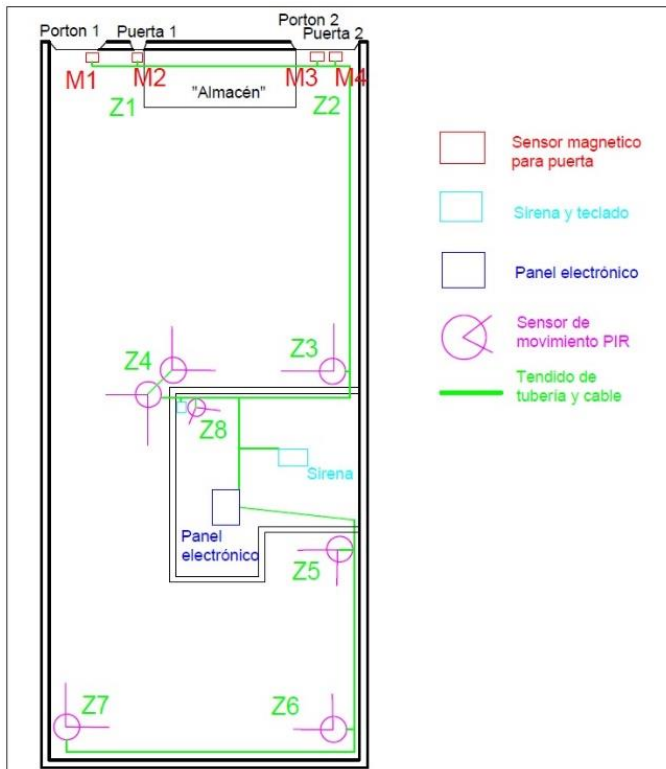 Porton 1
Puerta 1
Porton 2
Puerta 2
M1
M2
M3
M4
Z1
"Almacén"
Z2
Sensor magnetico
para puerta
Sirena y teclado
Panel electrónico
Sensor de
movimiento PIR
Tendido de
tubería y cable
Z4
Z3
Z8
Sirena
Panel
electrónico
Z5
Z7
Z6